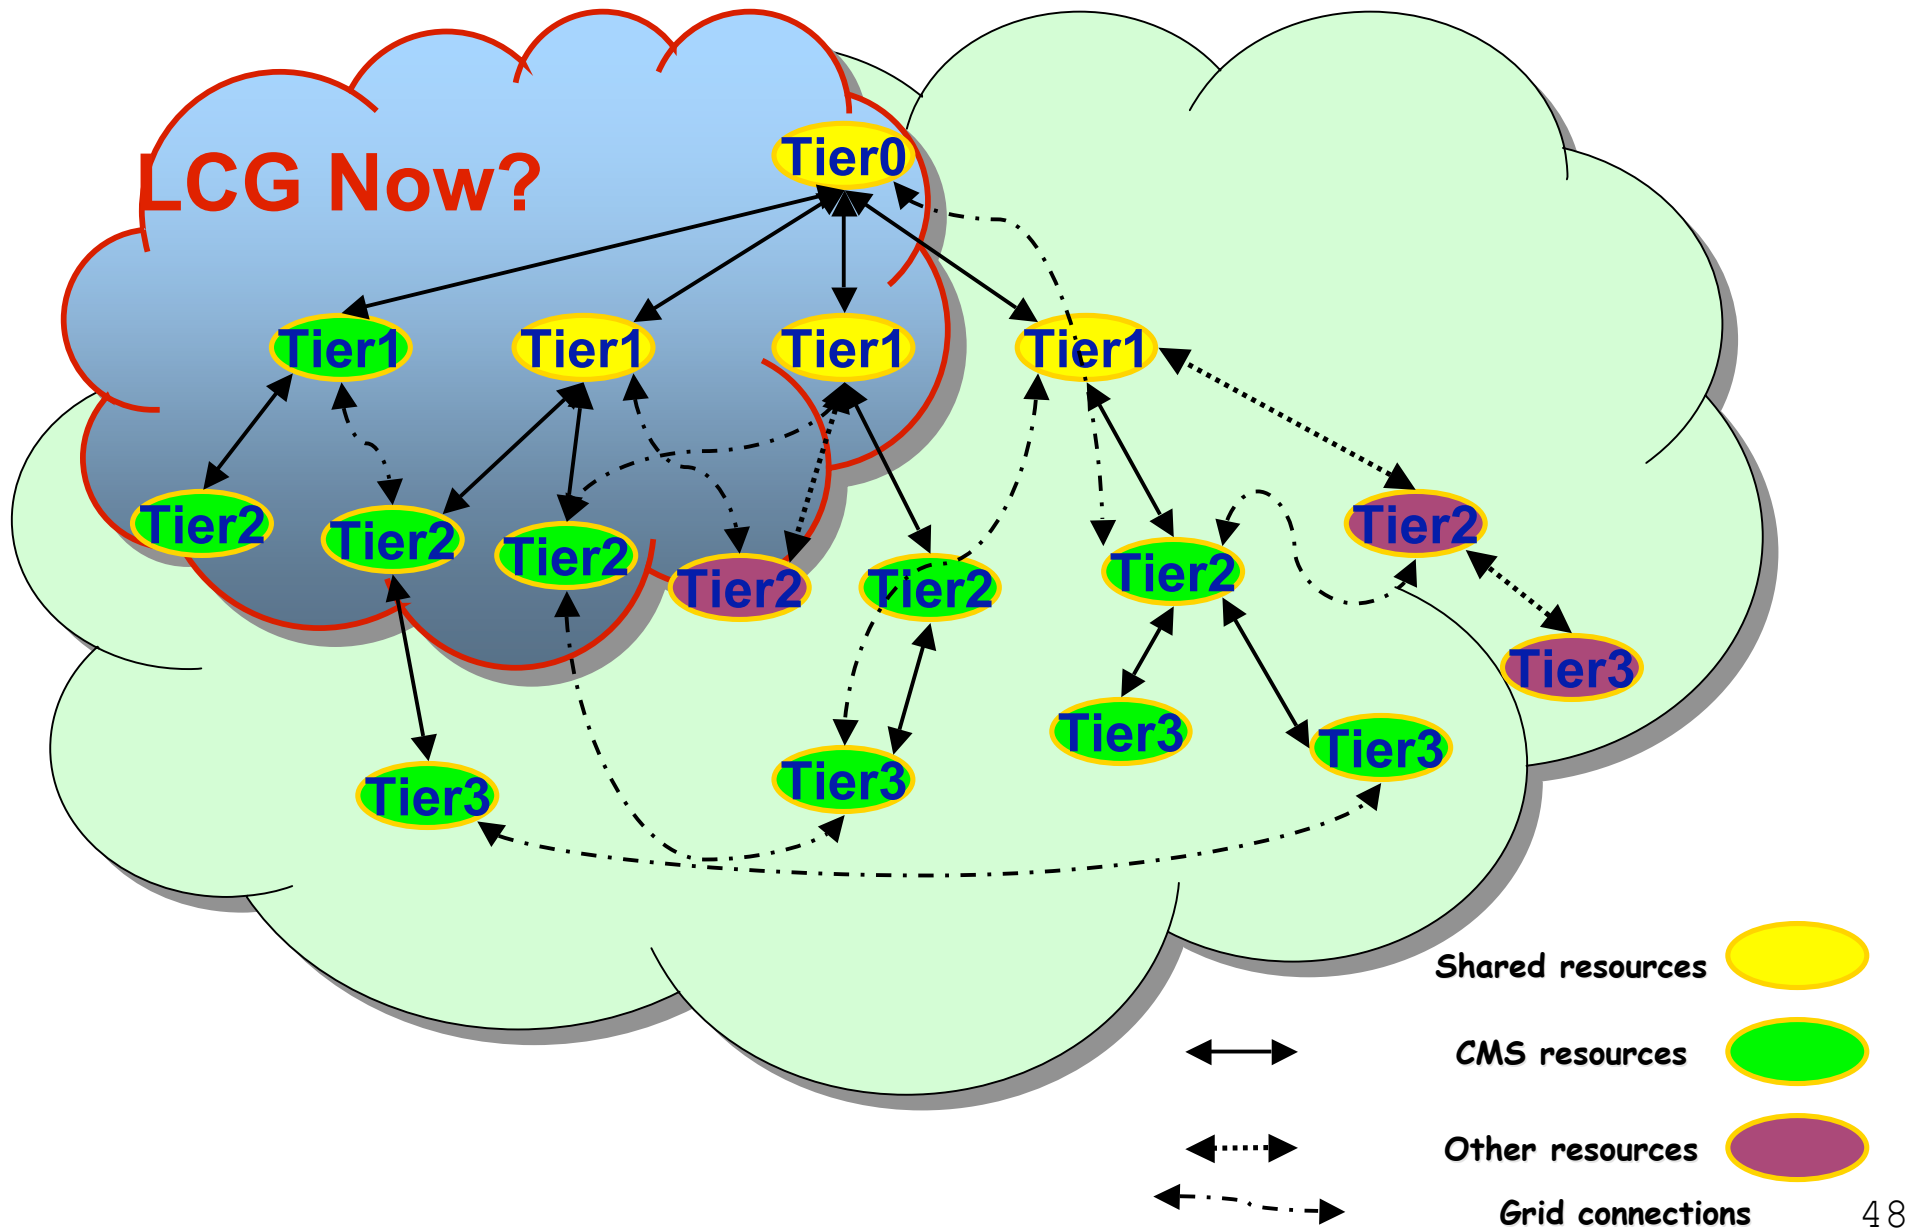 LCG Now?
Tier0
Tier1
Tier1
Tier1
Tier1
Tier2
Tier2
Tier2
Tier2
Tier2
Tier2
Tier2
Tier3
Tier3
Tier3
Tier3
Tier3
Shared resources
CMS resources
Other resources
Grid connections
48